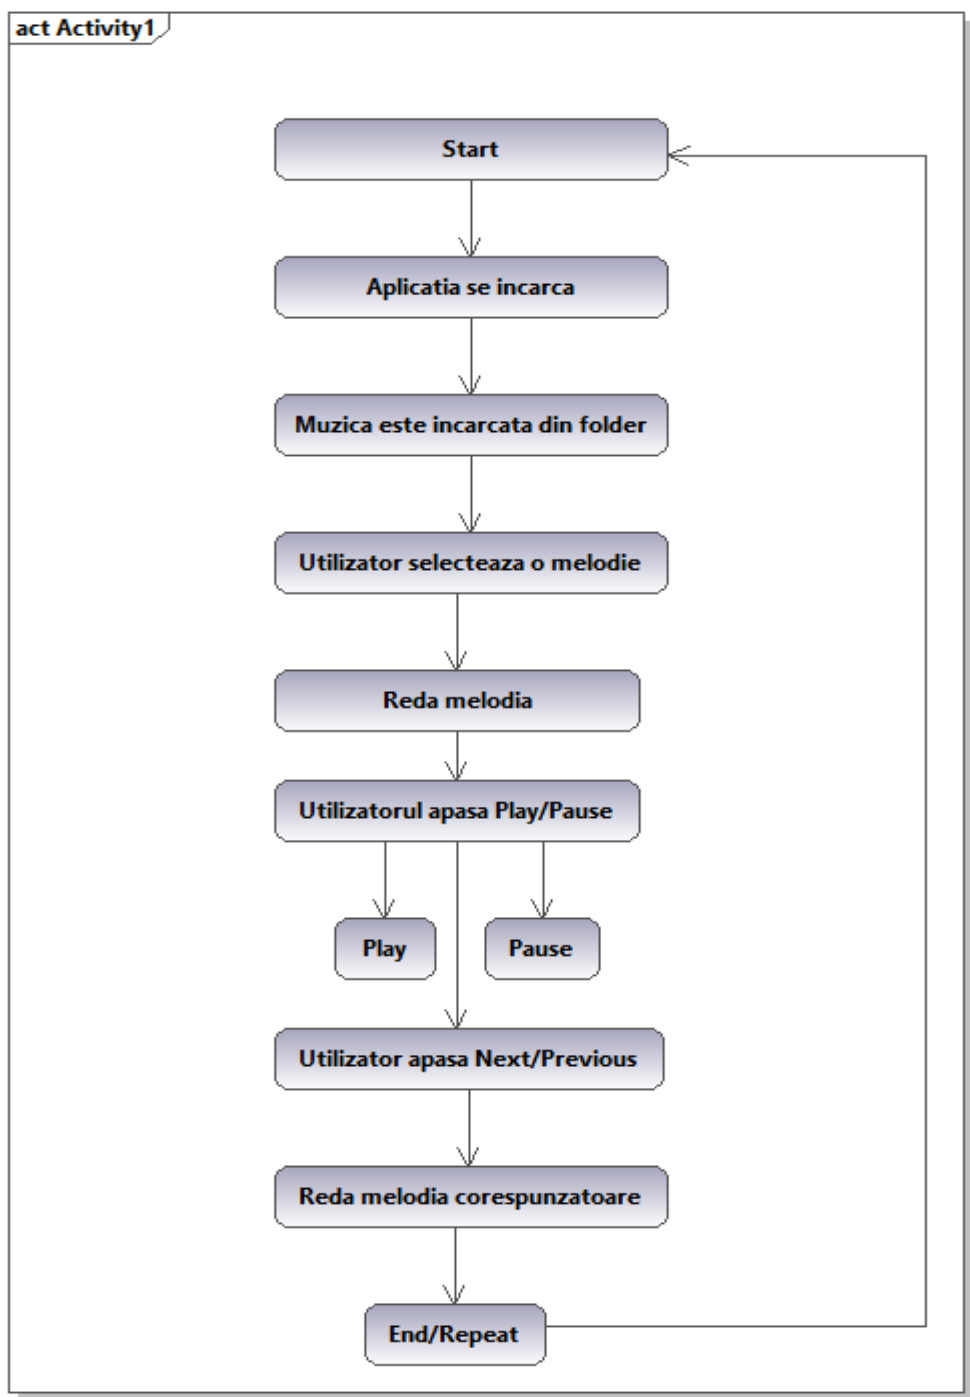 act Activity1
Start
Aplicatia se incarca
Muzica este incarcata din folder
Utilizator selecteaza o melodie
Reda melodia
Utilizatorul apasa Play/Pause
Play
Pause
Utilizator apasa Next/Previous
Reda melodia corespunzatoare
End/Repeat